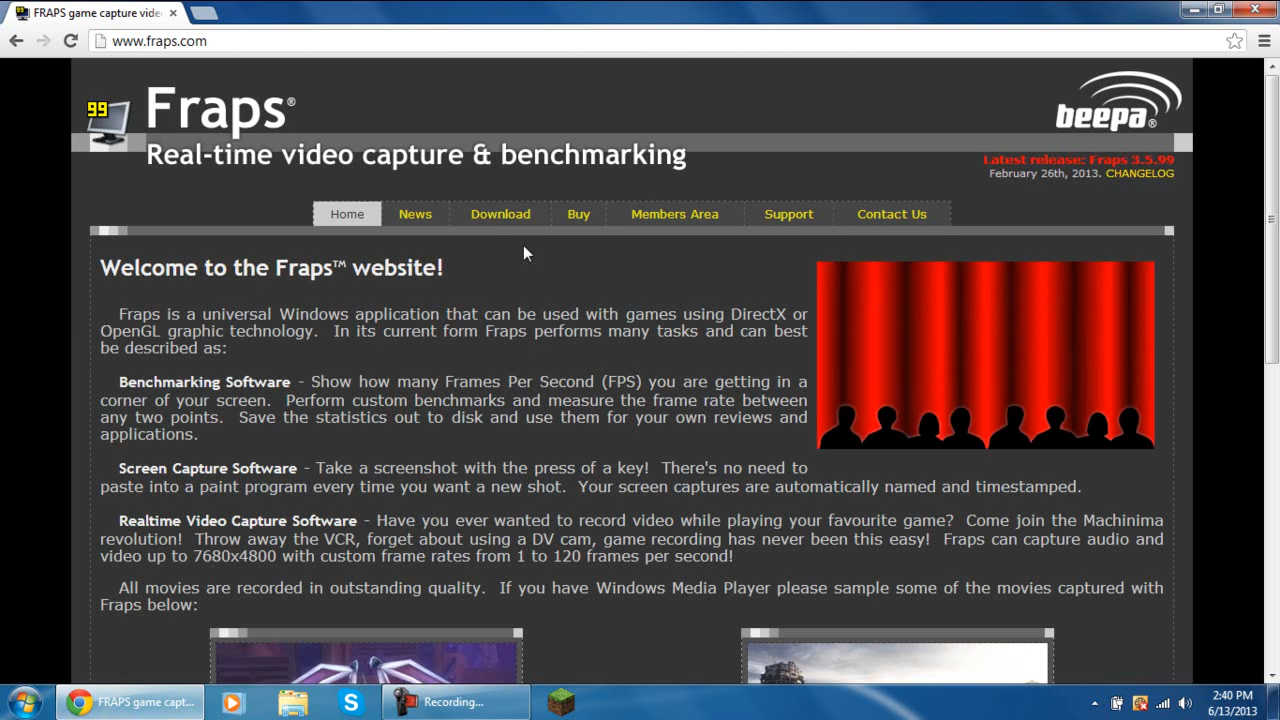 FRAPS game capture vide
www.fraps.com
99
Fraps®
Real-time video capture & benchmarking
beepa®
Latest release: Fraps 3.5.99
February 26th, 2013. CHANGELOG
Home News Download Buy Members Area Support Contact Us
Welcome to the Fraps™ website!
Fraps is a universal Windows application that can be used with games using DirectX or
OpenGL graphic technology. In its current form Fraps performs many tasks and can best
be described as:
Benchmarking Software - Show how many Frames Per Second (FPS) you are getting in a
corner of your screen. Perform custom benchmarks and measure the frame rate between
any two points. Save the statistics out to disk and use them for your own reviews and
applications.
Screen Capture Software - Take a screenshot with the press of a key! There's no need to
paste into a paint program every time you want a new shot. Your screen captures are automatically named and timestamped.
Realtime Video Capture Software - Have you ever wanted to record video while playing your favourite game? Come join the Machinima
revolution! Throw away the VCR, forget about using a DV cam, game recording has never been this easy! Fraps can capture audio and
video up to 7680x4800 with custom frame rates from 1 to 120 frames per second!
All movies are recorded in outstanding quality. If you have Windows Media Player please sample some of the movies captured with
Fraps below:
FRAPS game capt...
Recording...
2:40 PM
6/13/2013